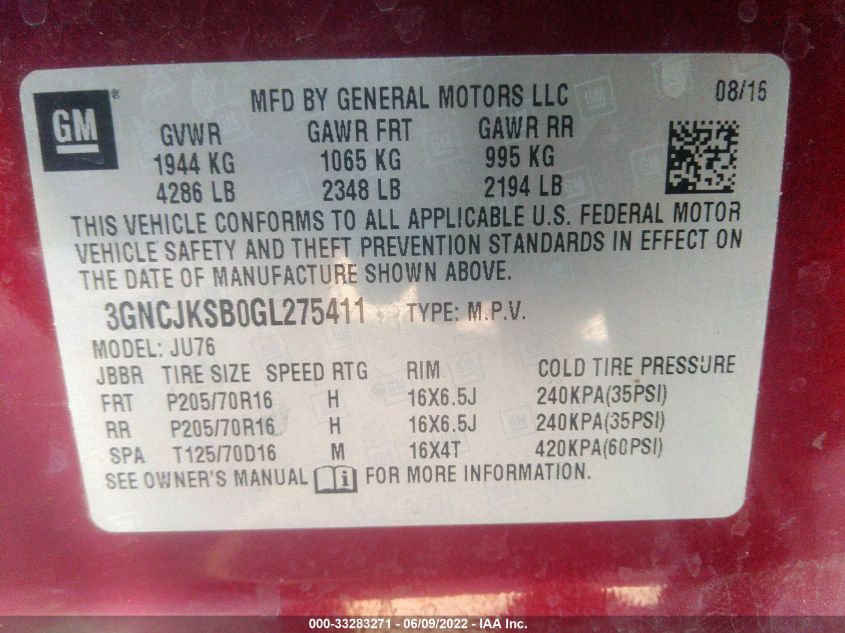 GM ® MFD BY GENERAL MOTORS LLC 08/15
GVWR GAWR FRT GAWR RR
1944 KG 1065 KG 995 KG
4286 LB 2348 LB 2194 LB
THIS VEHICLE CONFORMS TO ALL APPLICABLE U.S. FEDERAL MOTOR
VEHICLE SAFETY AND THEFT PREVENTION STANDARDS IN EFFECT ON
THE DATE OF MANUFACTURE SHOWN ABOVE.
3GNCJKSB0GL275411 TYPE: M.P.V.
MODEL: JU76
JBBR TIRE SIZE SPEED RTG RIM COLD TIRE PRESSURE
FRT P205/70R16 H 16X6.5J 240KPA(35PSI)
RR P205/70R16 H 16X6.5J 240KPA(35PSI)
SPA T125/70D16 M 16X4T 420KPA(60PSI)
SEE OWNER'S MANUAL i FOR MORE INFORMATION.
000-33283271 - 06/09/2022 - IAA Inc.